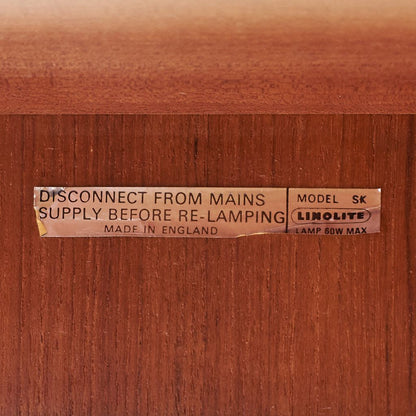 DISCONNECT FROM MAINS
SUPPLY BEFORE RE-LAMPING
MADE IN ENGLAND
MODEL SK
LINOLITE
LAMP 60W MAX